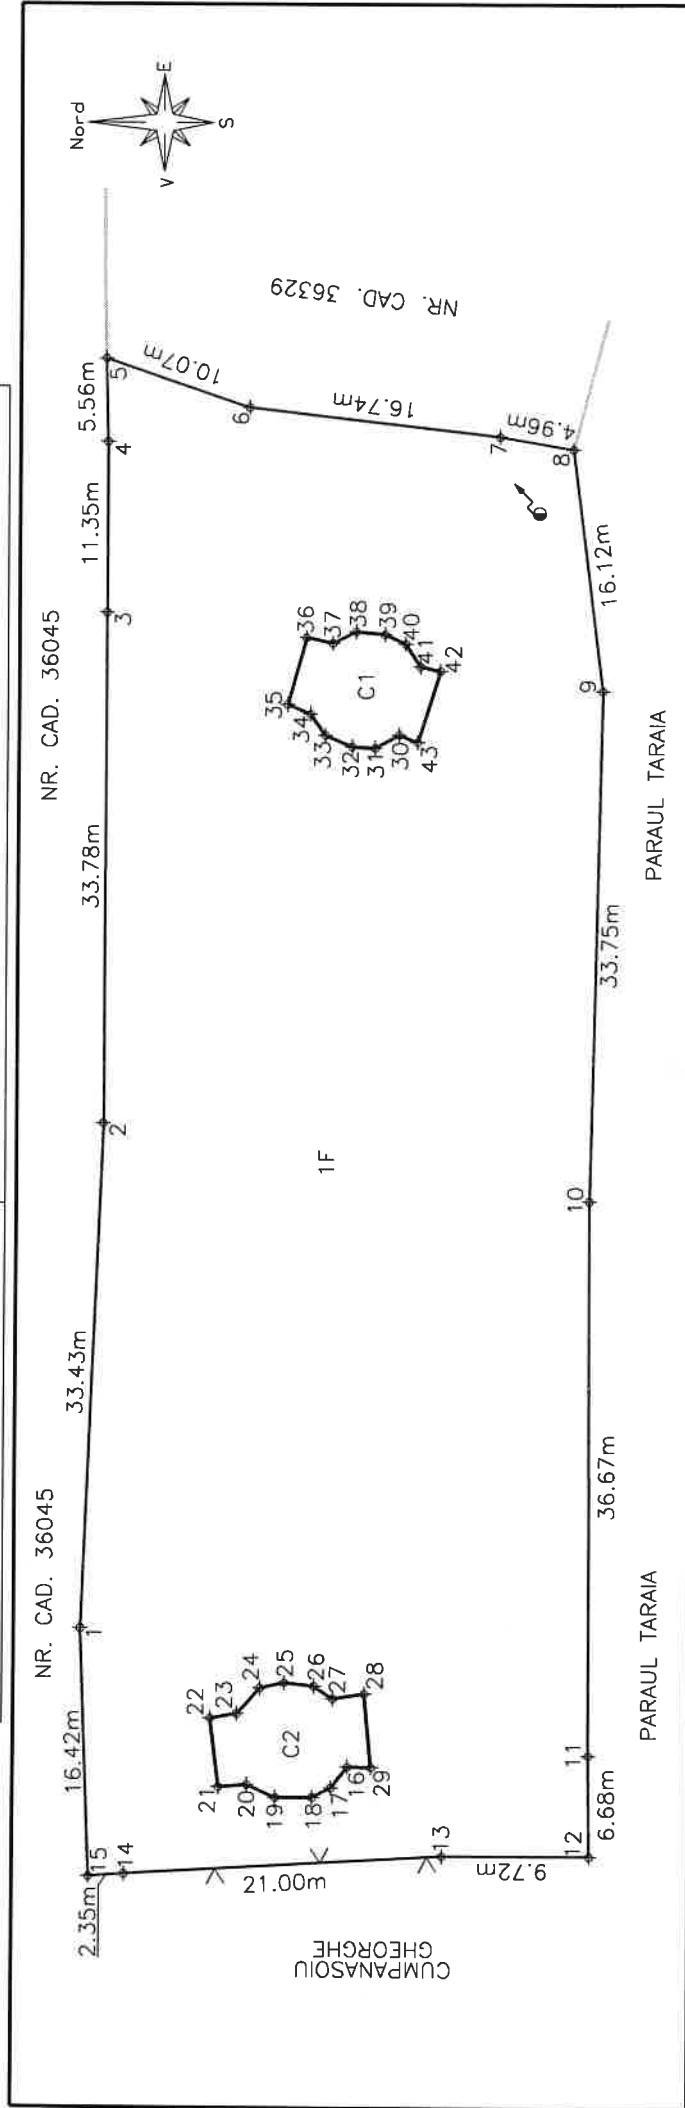 NR. CAD. 36045
NR. CAD. 36045
Nord
E
S
V
2.35m
15
14
16.42m
1
33.43m
2
33.78m
3
11.35m
4
5.56m
5
10.07m
6
16.74m
7
4.96m
8
NR. CAD. 36329
16.12m
9
33.75m
10
36.67m
11
6.68m
12
9.72m
13
21.00m
CUMPANASOIU
GHEORGHE
21
22
23
24
25
26
27
28
29
16
17
18
19
20
C2
1F
35
36
37
38
39
40
41
42
43
30
31
32
33
34
C1
PARAUL TARAIA
PARAUL TARAIA